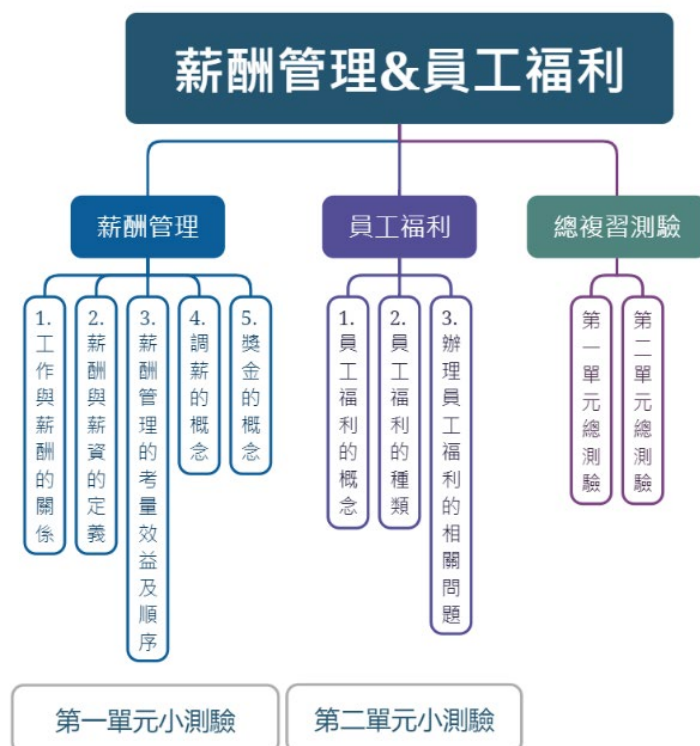 薪酬管理&員工福利
薪酬管理
員工福利
總複習測驗
1.工作與薪酬的關係
2.薪酬與薪資的定義
3.薪酬管理的考量效益及順序
4.調薪的概念
5.獎金的概念
1.員工福利的概念
2.員工福利的種類
3.辦理員工福利的相關問題
第一單元總測驗
第二單元總測驗
第一單元小測驗
第二單元小測驗